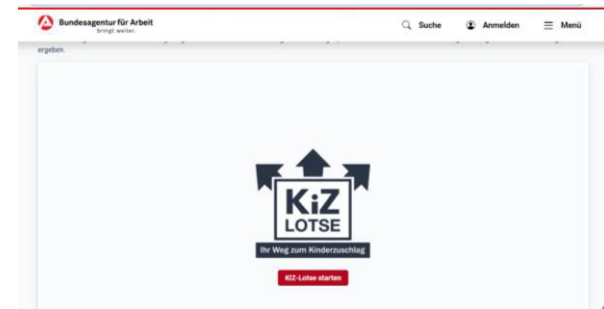 Bundesagentur für Arbeit
bringt weiter.
Suche
Anmelden
Menü
ergeben.
KiZ
LOTSE
Ihr Weg zum Kinderzuschlag
KiZ-Lotse starten